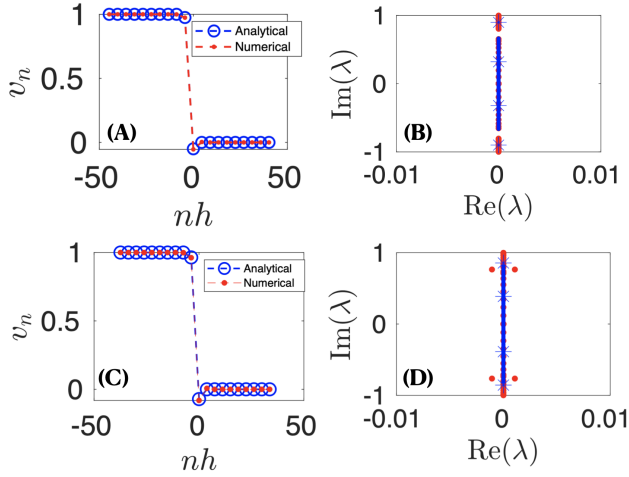 1
0.5
0
v_n
Analytical
Numerical
(A)
-50
0
50
nh
1
0
-1
Im(λ)
(B)
-0.01
0
0.01
Re(λ)
1
0.5
0
v_n
Analytical
Numerical
(C)
-50
0
50
nh
1
0
-1
Im(λ)
(D)
-0.01
0
0.01
Re(λ)